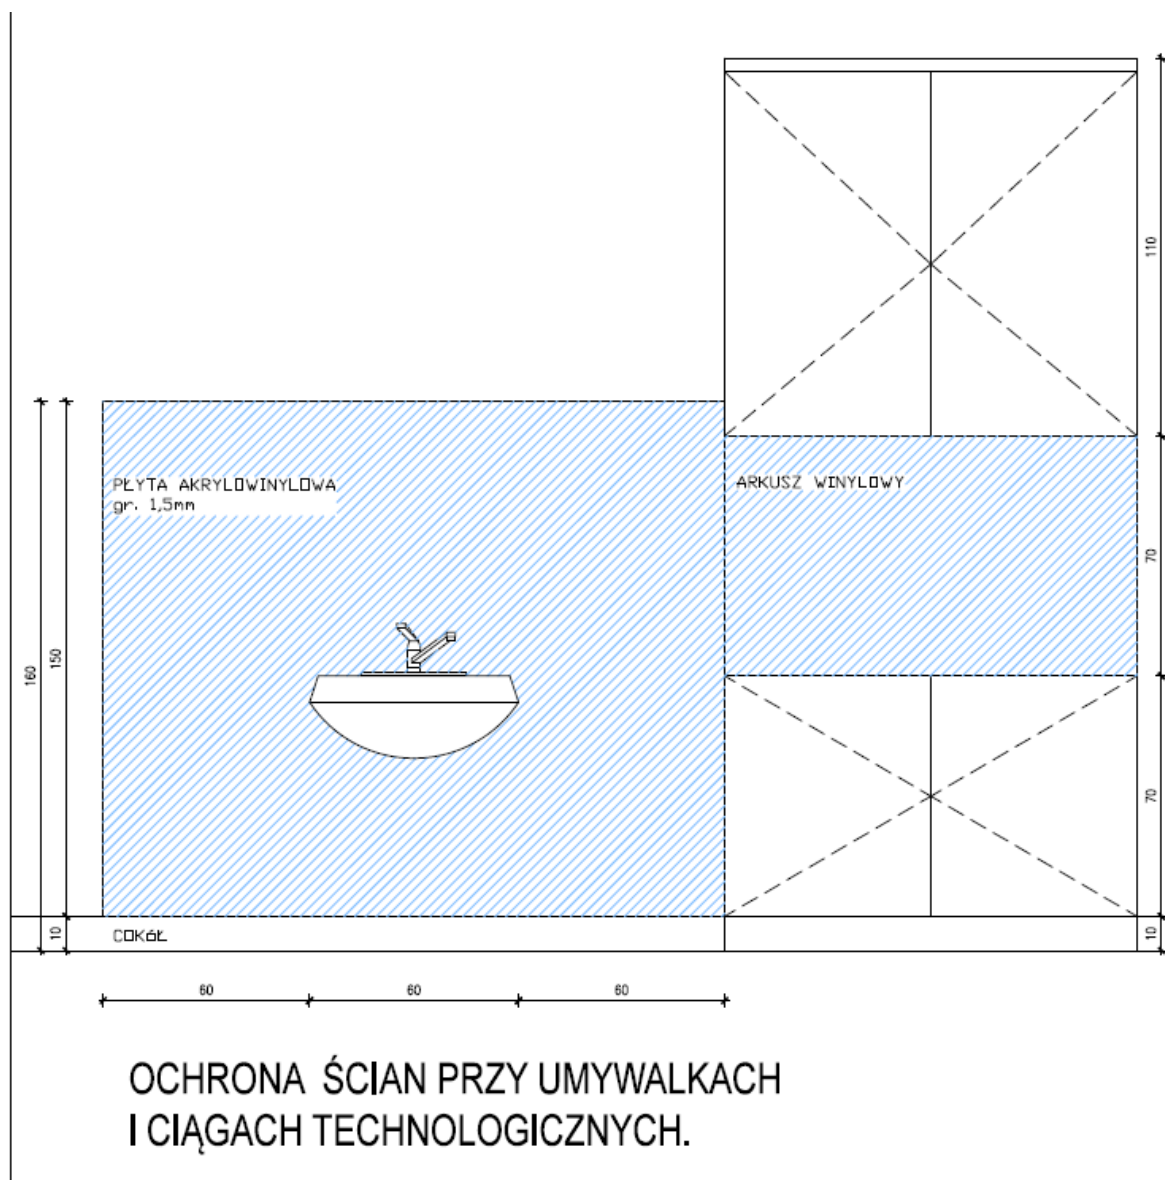 110
PŁYTA AKRYLOWINYLOWA
gr. 1,5mm
ARKUSZ WINYLOWY
70
150
160
70
10
COKÓŁ
10
60
60
60
OCHRONA ŚCIAN PRZY UMYWALKACH
I CIĄGACH TECHNOLOGICZNYCH.